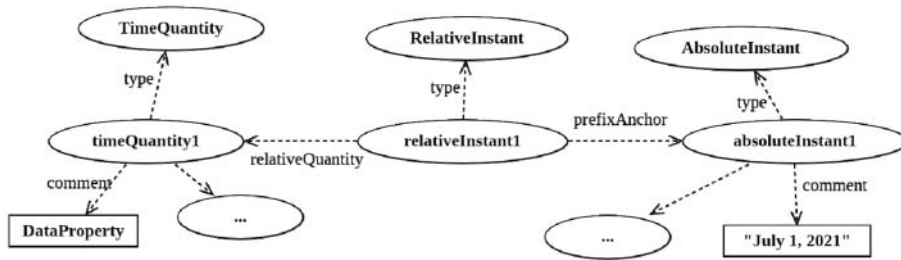 TimeQuantity
RelativeInstant
AbsoluteInstant
type
type
type
timeQuantity1
relativeQuantity
relativeInstant1
prefixAnchor
absoluteInstant1
comment
comment
DataProperty
...
...
"July 1, 2021"